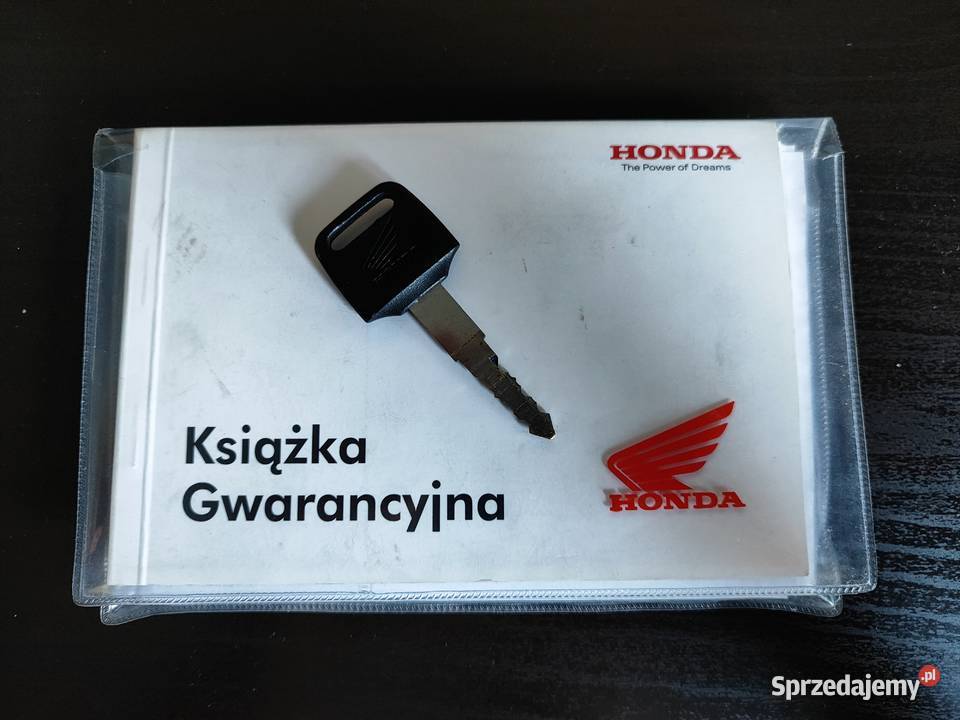 HONDA
The Power of Dreams
Książka
Gwarancyjna
HONDA
Sprzedajemy.pl